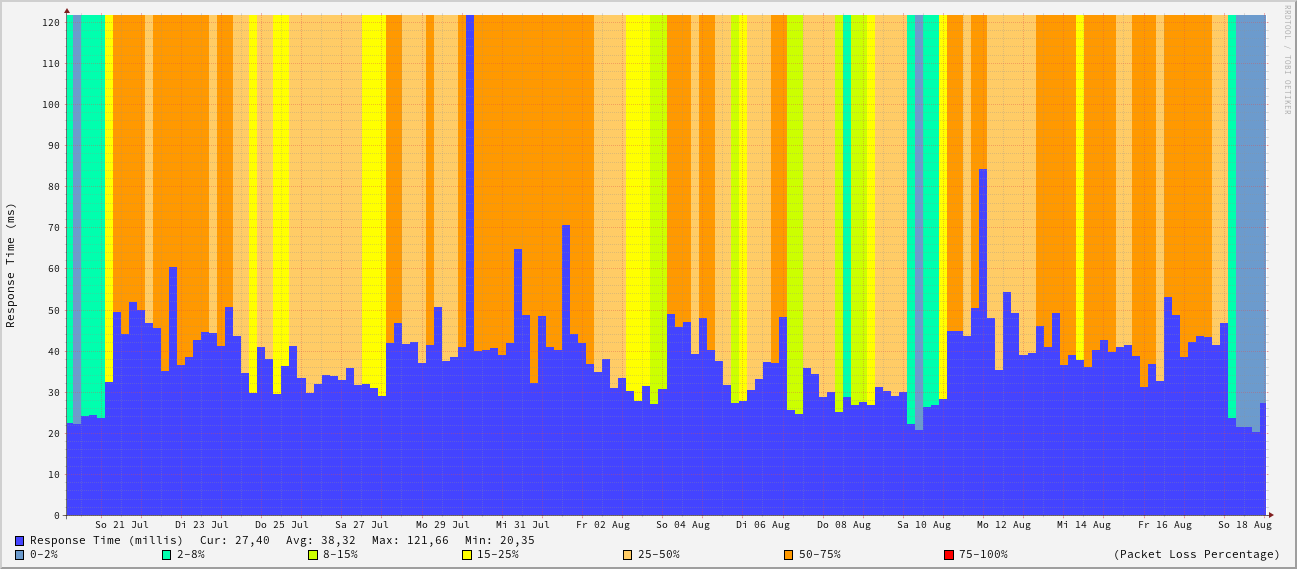 RRDTOOL / TOBI OETIKER
Response Time (ms)
120
110
100
90
80
70
60
50
40
30
20
10
0
So 21 Jul Di 23 Jul Do 25 Jul Sa 27 Jul Mo 29 Jul Mi 31 Jul Fr 02 Aug So 04 Aug Di 06 Aug Do 08 Aug Sa 10 Aug Mo 12 Aug Mi 14 Aug Fr 16 Aug So 18 Aug
Response Time (millis) Cur: 27,40 Avg: 38,32 Max: 121,66 Min: 20,35
0-2% 2-8% 8-15% 15-25% 25-50% 50-75% 75-100% (Packet Loss Percentage)